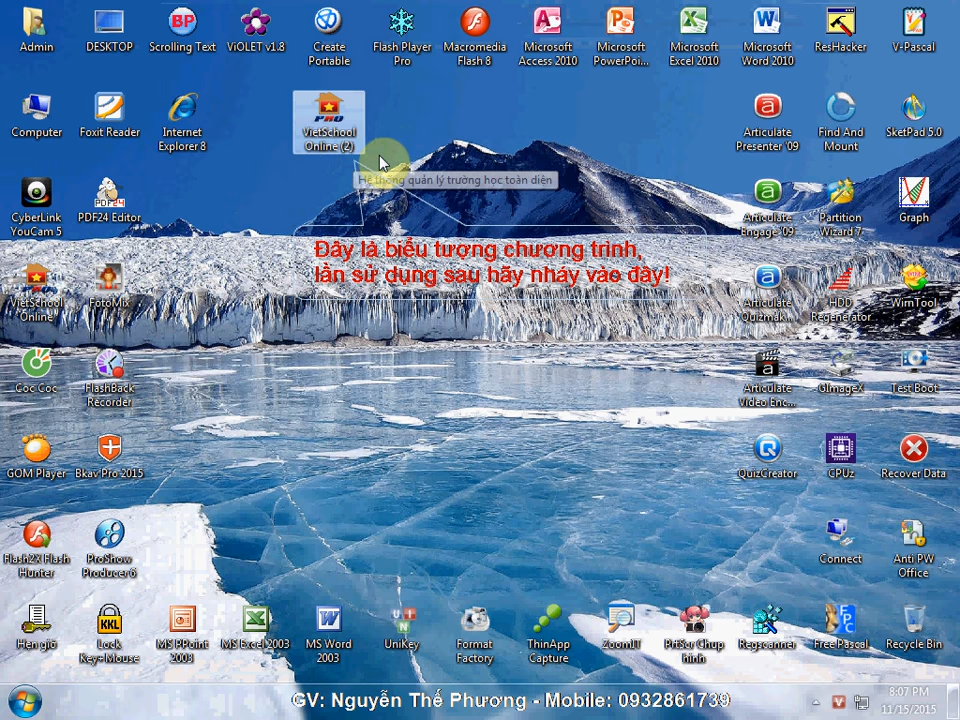 Admin
DESKTOP
Scrolling Text
ViOLET v1.8
Create
Portable
Flash Player
Pro
Macromedia
Flash 8
Microsoft
Access 2010
Microsoft
PowerPoi...
Microsoft
Excel 2010
Microsoft
Word 2010
ResHacker
V-Pascal
Computer
Foxit Reader
Internet
Explorer 8
PRO
VietSchool
Online (2)
Articulate
Presenter '09
Find And
Mount
SketPad 5.0
Hệ thống quản lý trường học toàn diện
CyberLink
YouCam 5
PDF24
PDF24 Editor
Articulate
Engage '09
Partition
Wizard 7
Graph
Đây là biểu tượng chương trình,
lần sử dụng sau hãy nháy vào đây!
VietSchool
Online
FotoMix
Articulate
Quizmak...
HDD
Regenerator
WimTool
Coc Coc
FlashBack
Recorder
Articulate
Video Enc...
GImageX
Test Boot
GOM Player
Bkav Pro 2015
QuizCreator
CPUz
Recover Data
Flash2X Flash
Hunter
ProShow
Producer 6
Connect
Anti PW
Office
Hen giờ
KKL
Lock
Key+Mouse
MS PPoint
2003
MS Excel 2003
MS Word
2003
UniKey
Format
Factory
ThinApp
Capture
ZoomIT
PrtScr Chup
hinh
Regscanner
Free Pascal
Recycle Bin
GV: Nguyễn Thế Phương - Mobile: 0932861739
8:07 PM
11/15/2015